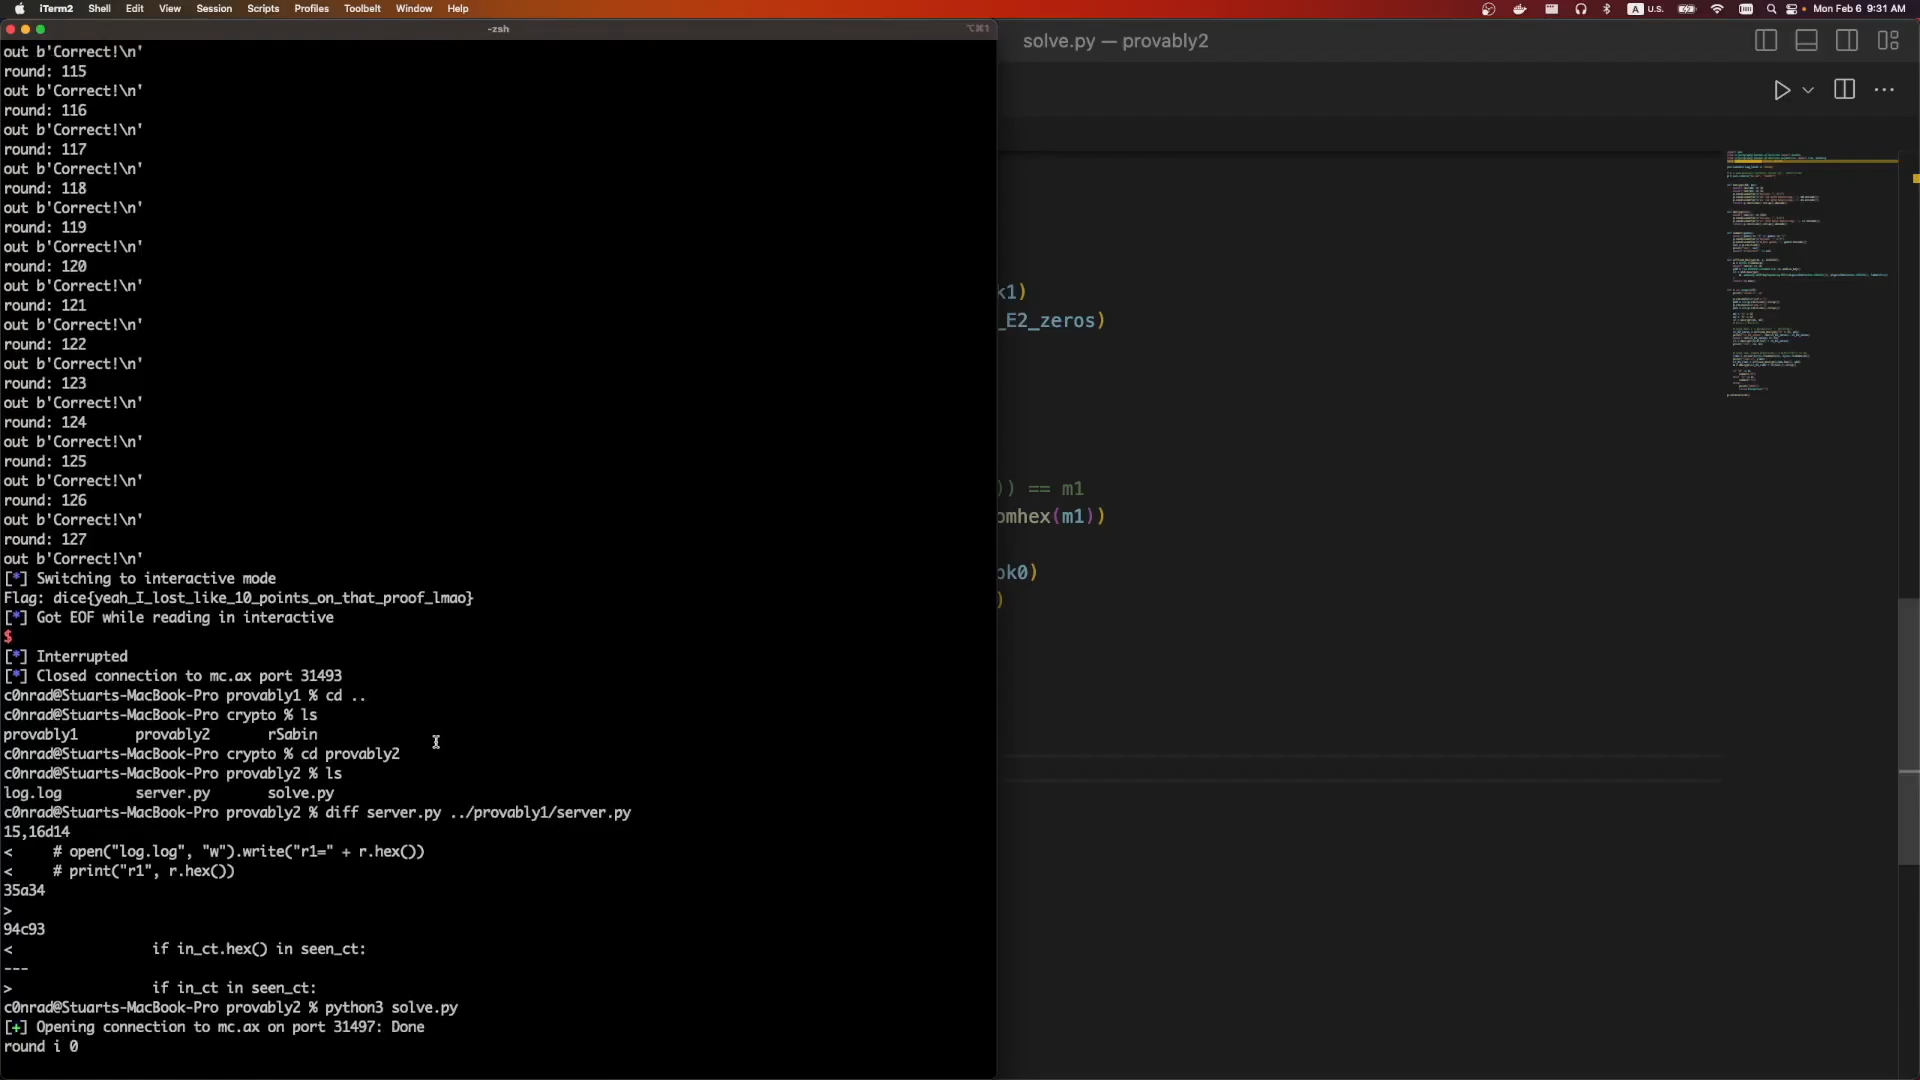 iTerm2 Shell Edit View Session Scripts Profiles Toolbelt Window Help
A U.S. Mon Feb 6 9:31 AM
-zsh ⌥⌘1
solve.py — provably2
out b'Correct!\n'
round: 115
out b'Correct!\n'
round: 116
out b'Correct!\n'
round: 117
out b'Correct!\n'
round: 118
out b'Correct!\n'
round: 119
out b'Correct!\n'
round: 120
out b'Correct!\n'
round: 121
out b'Correct!\n'
round: 122
out b'Correct!\n'
round: 123
out b'Correct!\n'
round: 124
out b'Correct!\n'
round: 125
out b'Correct!\n'
round: 126
out b'Correct!\n'
round: 127
out b'Correct!\n'
[*] Switching to interactive mode
Flag: dice{yeah_I_lost_like_10_points_on_that_proof_lmao}
[*] Got EOF while reading in interactive
$
[*] Interrupted
[*] Closed connection to mc.ax port 31493
c0nrad@Stuarts-MacBook-Pro provably1 % cd ..
c0nrad@Stuarts-MacBook-Pro crypto % ls
provably1 provably2 rSabin
c0nrad@Stuarts-MacBook-Pro crypto % cd provably2
c0nrad@Stuarts-MacBook-Pro provably2 % ls
log.log server.py solve.py
c0nrad@Stuarts-MacBook-Pro provably2 % diff server.py ../provably1/server.py
15,16d14
< # open("log.log", "w").write("r1=" + r.hex())
< # print("r1", r.hex())
35a34
>
94c93
< if in_ct.hex() in seen_ct:
---
> if in_ct in seen_ct:
c0nrad@Stuarts-MacBook-Pro provably2 % python3 solve.py
[+] Opening connection to mc.ax on port 31497: Done
round i 0
k1)
_E2_zeros)
)) == m1
omhex(m1))
pk0)
)